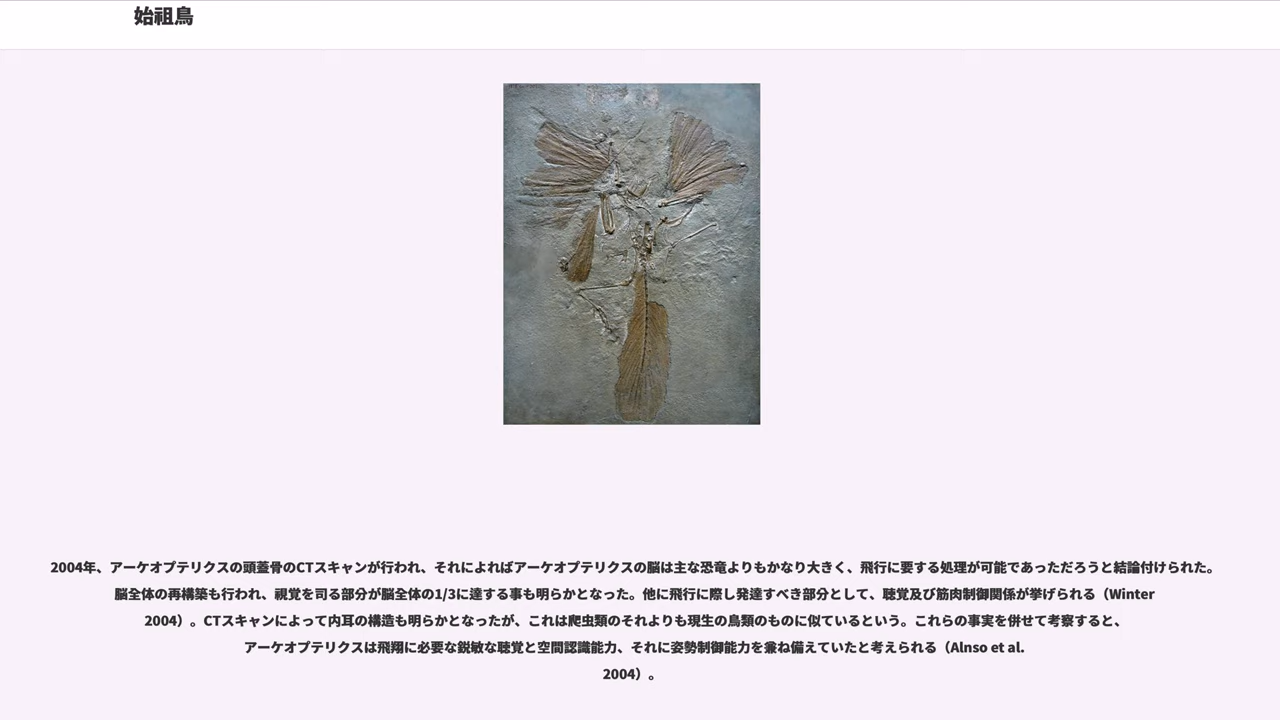 始祖鳥
2004年、アーケオプテリクスの頭蓋骨のCTスキャンが行われ、それによればアーケオプテリクスの脳は主な恐竜よりもかなり大きく、飛行に要する処理が可能であっただろうと結論付けられた。
脳全体の再構築も行われ、視覚を司る部分が脳全体の1/3に達する事も明らかとなった。他に飛行に際し発達すべき部分として、聴覚及び筋肉制御関係が挙げられる（Winter
2004）。CTスキャンによって内耳の構造も明らかとなったが、これは爬虫類のそれよりも現生の鳥類のものに似ているという。これらの事実を併せて考察すると、
アーケオプテリクスは飛翔に必要な鋭敏な聴覚と空間認識能力、それに姿勢制御能力を兼ね備えていたと考えられる（Alnso et al.
2004）。